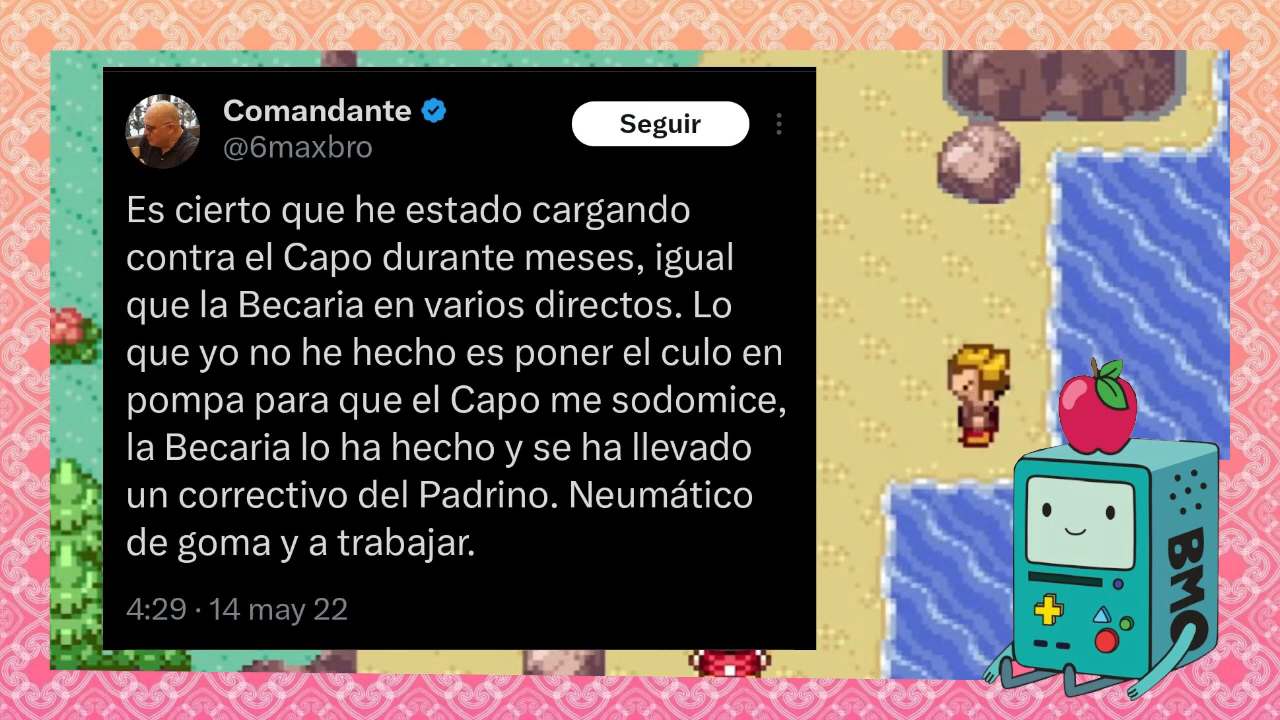 Comandante
@6maxbro
Seguir
Es cierto que he estado cargando
contra el Capo durante meses, igual
que la Becaria en varios directos. Lo
que yo no he hecho es poner el culo en
pompa para que el Capo me sodomice,
la Becaria lo ha hecho y se ha llevado
un correctivo del Padrino. Neumático
de goma y a trabajar.
4:29 · 14 may 22
BMO